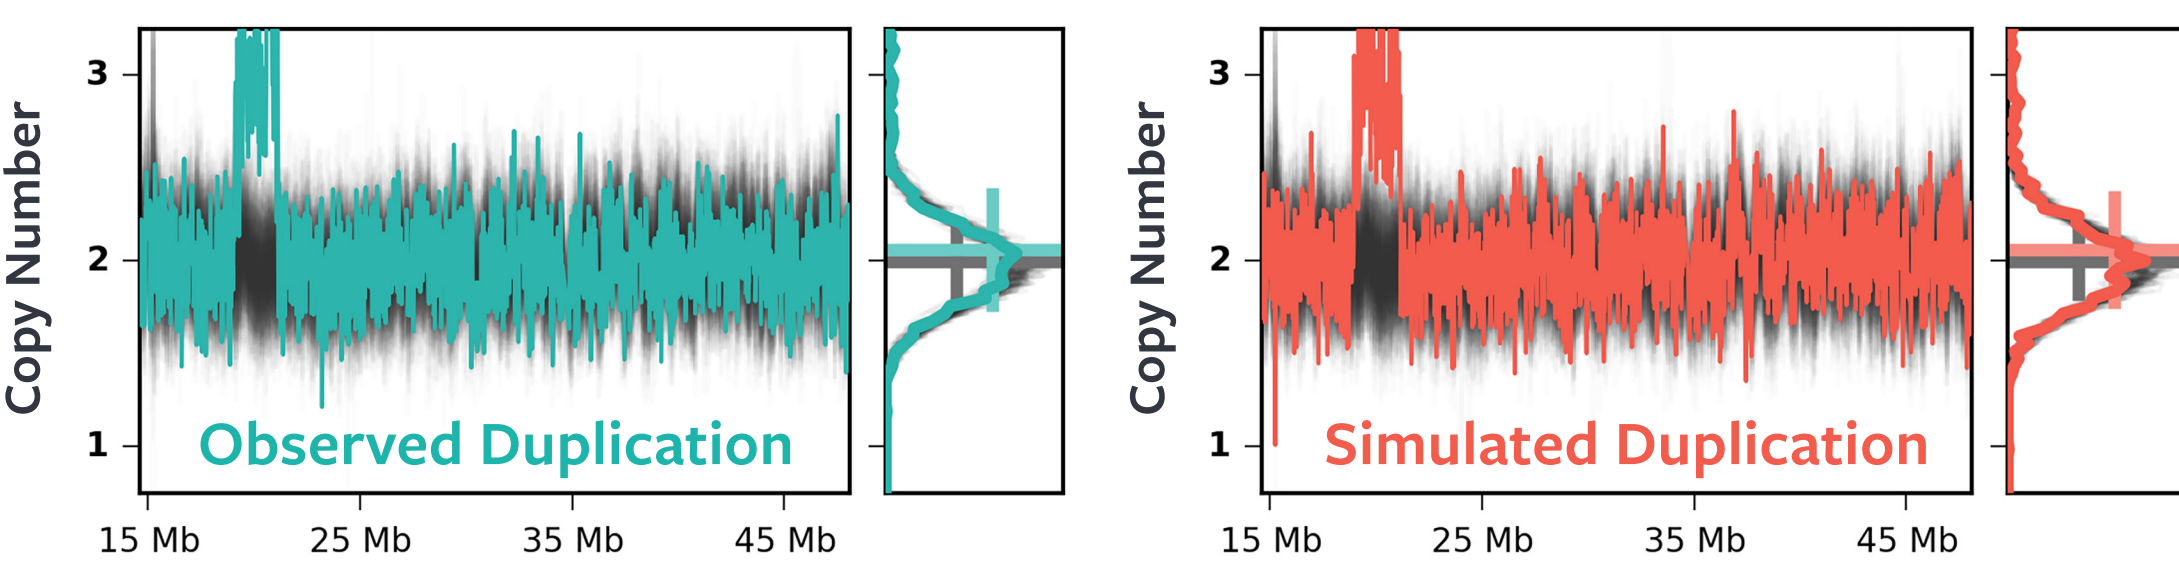 Copy Number
3
2
1
Observed Duplication
15 Mb
25 Mb
35 Mb
45 Mb
Copy Number
3
2
1
Simulated Duplication
15 Mb
25 Mb
35 Mb
45 Mb